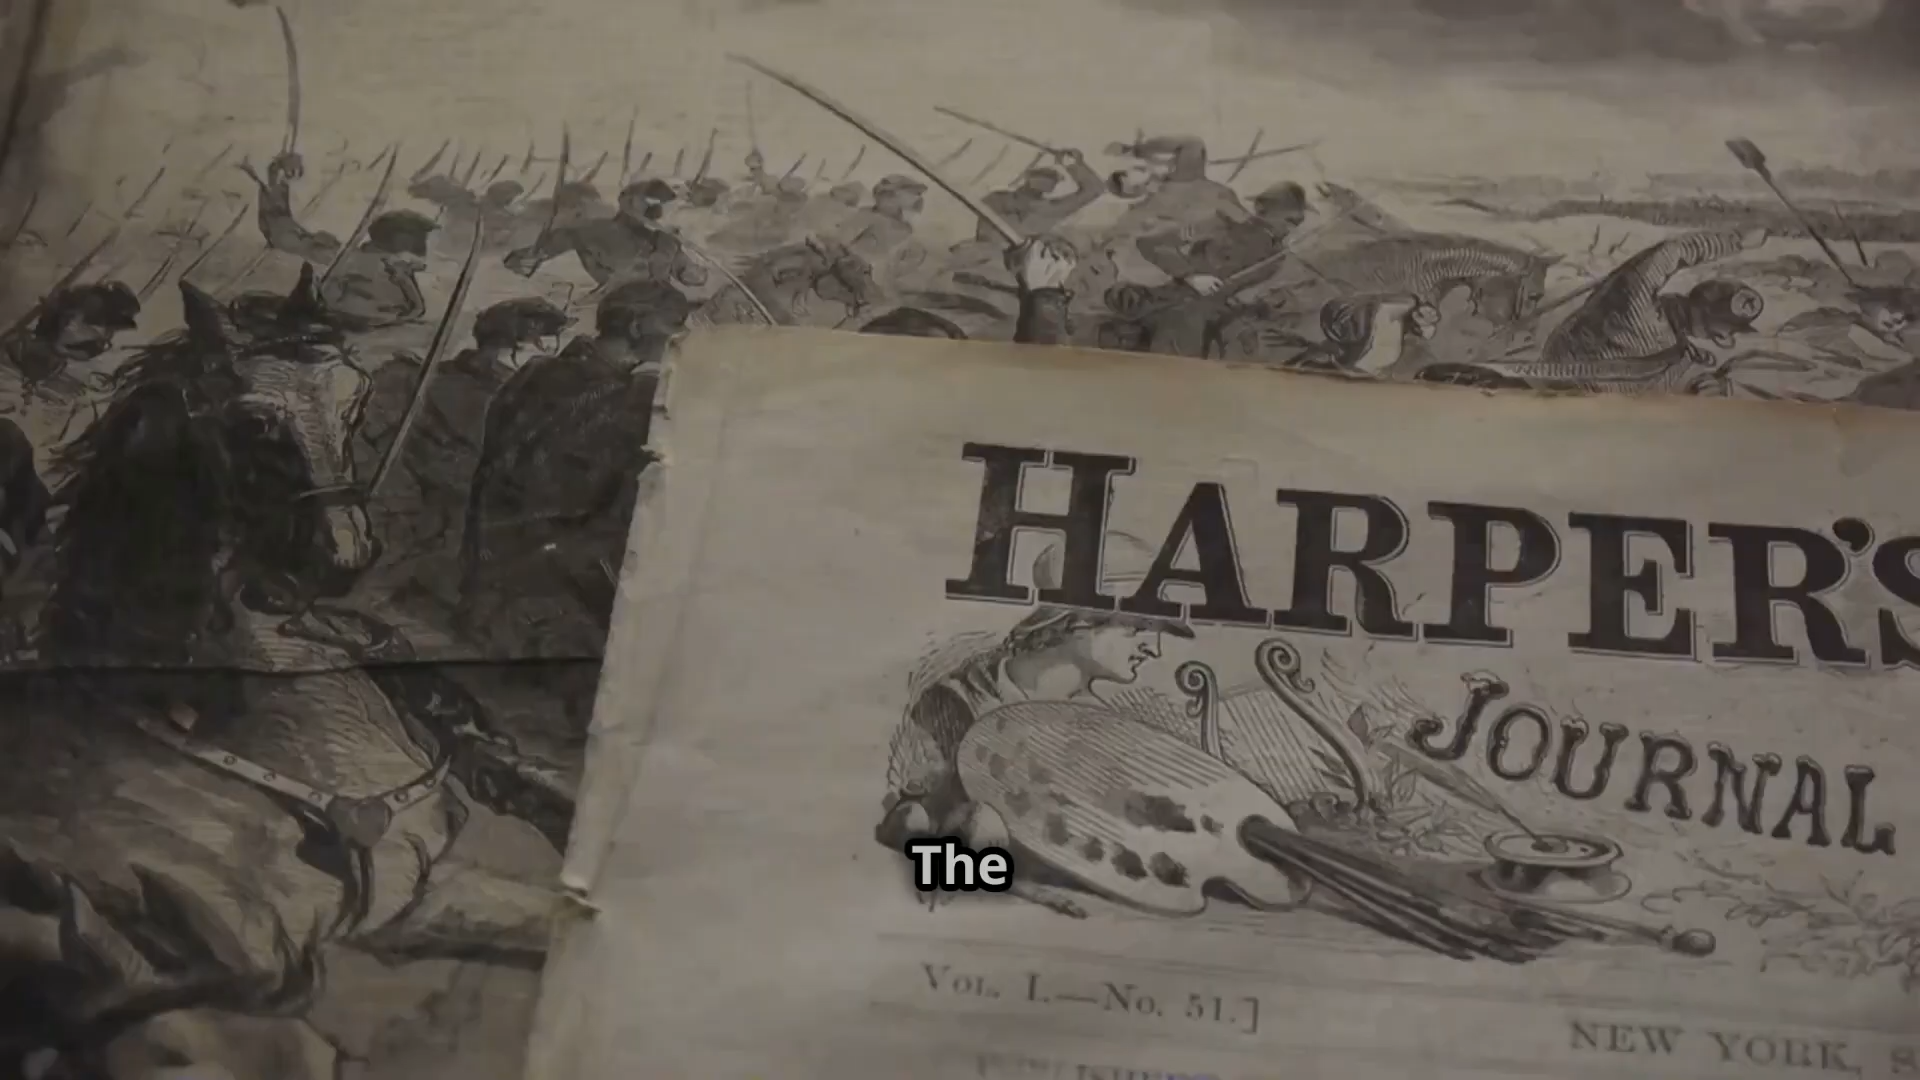 HARPER'S
JOURNAL
The
VOL. I.—No. 51.]
NEW YORK,